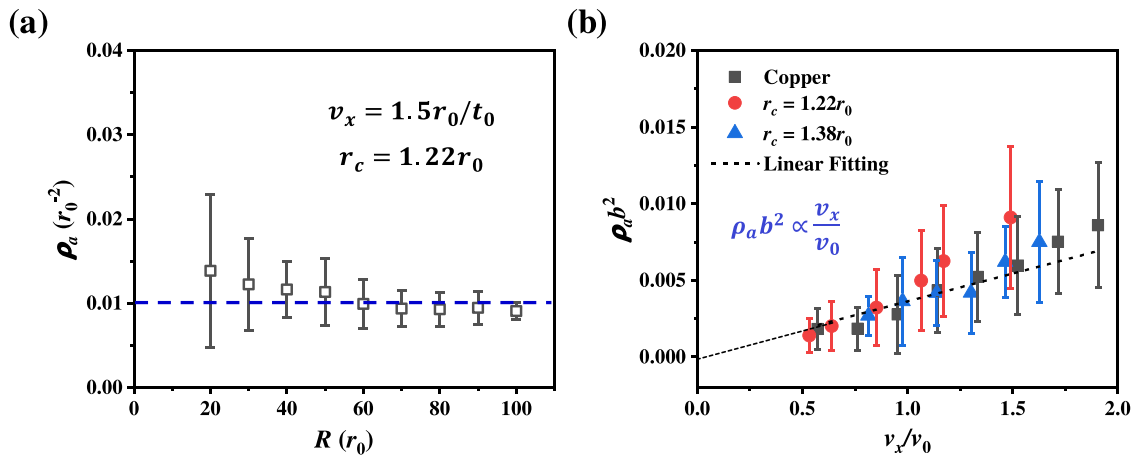 (a)
0.04
0.03
0.02
0.01
0.00
ρₐ (r₀⁻²)
vₓ = 1.5r₀/t₀
r_c = 1.22r₀
0 20 40 60 80 100
R (r₀)
(b)
0.020
0.015
0.010
0.005
0.000
ρₐb²
Copper
r_c = 1.22r₀
r_c = 1.38r₀
Linear Fitting
ρₐb² ∝ vₓ/v₀
0.0 0.5 1.0 1.5 2.0
vₓ/v₀